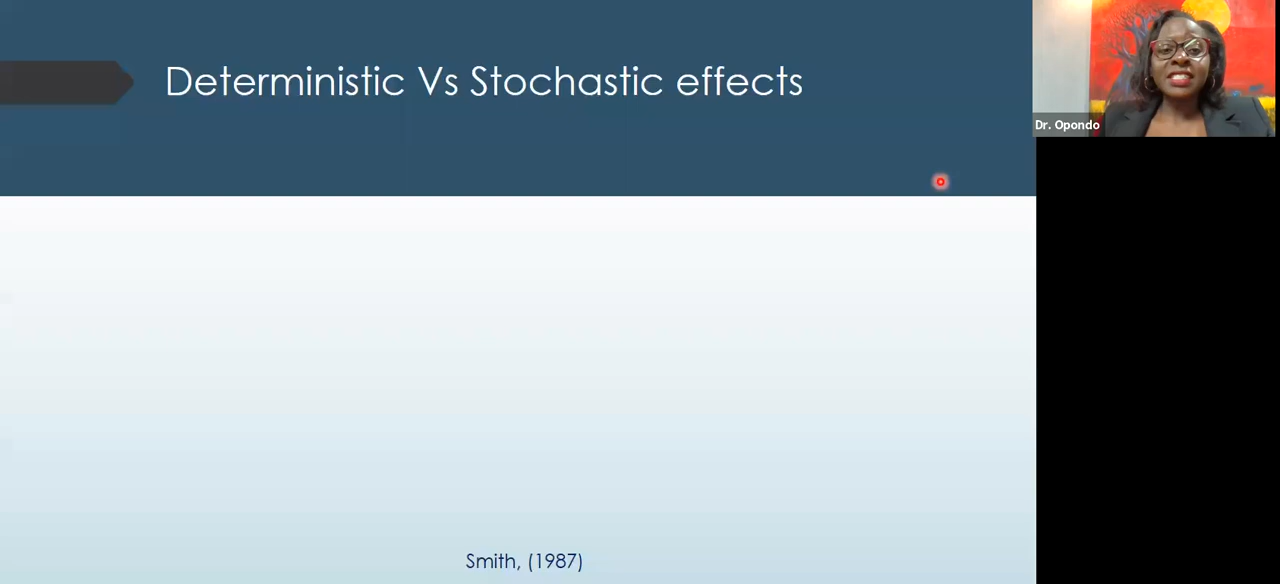 Deterministic Vs Stochastic effects
Dr. Opondo
Smith, (1987)